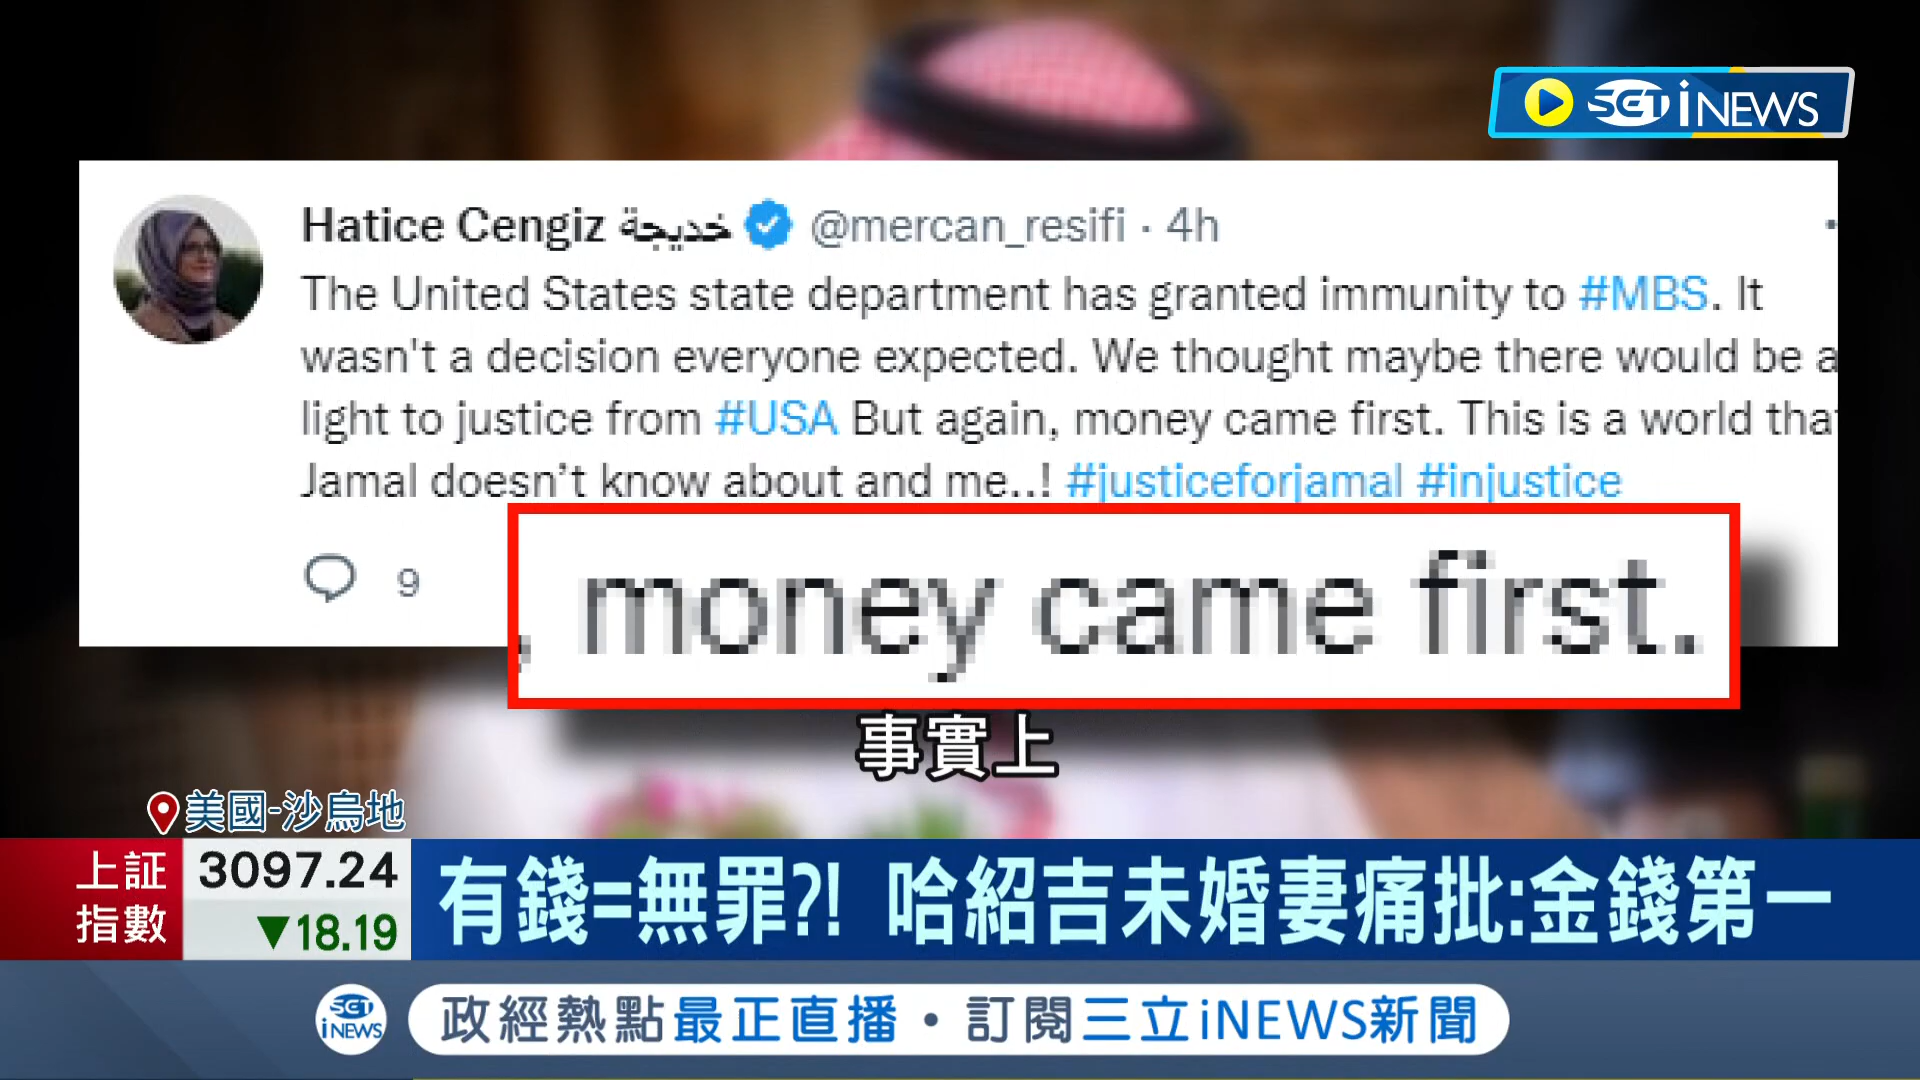 SET iNEWS
Hatice Cengiz خديجة @mercan_resifi · 4h
The United States state department has granted immunity to #MBS. It
wasn't a decision everyone expected. We thought maybe there would be a
light to justice from #USA But again, money came first. This is a world tha
Jamal doesn't know about and me..! #justiceforjamal #injustice
9
, money came first.
事實上
美國-沙烏地
上証
指數
3097.24
▼18.19
有錢=無罪?! 哈紹吉未婚妻痛批:金錢第一
SET
iNEWS
政經熱點最正直播・訂閱三立iNEWS新聞